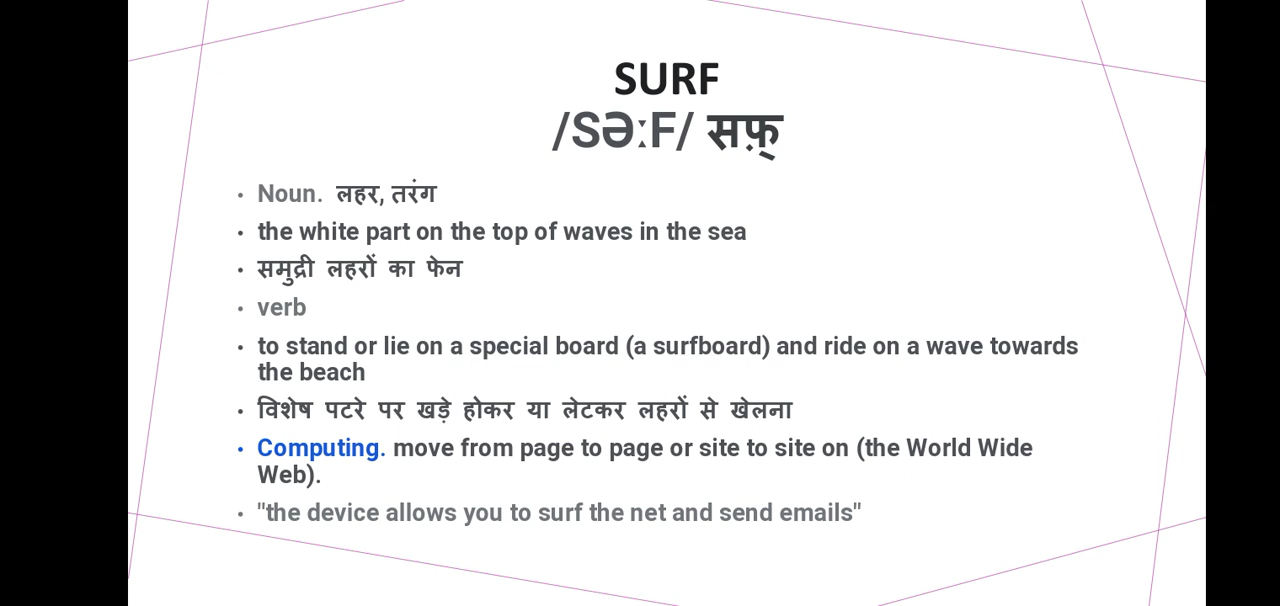 SURF
/SƏːF/ सफ़्
• Noun. लहर, तरंग
• the white part on the top of waves in the sea
• समुद्री लहरों का फेन
• verb
• to stand or lie on a special board (a surfboard) and ride on a wave towards
the beach
• विशेष पटरे पर खड़े होकर या लेटकर लहरों से खेलना
• Computing. move from page to page or site to site on (the World Wide
Web).
• "the device allows you to surf the net and send emails"